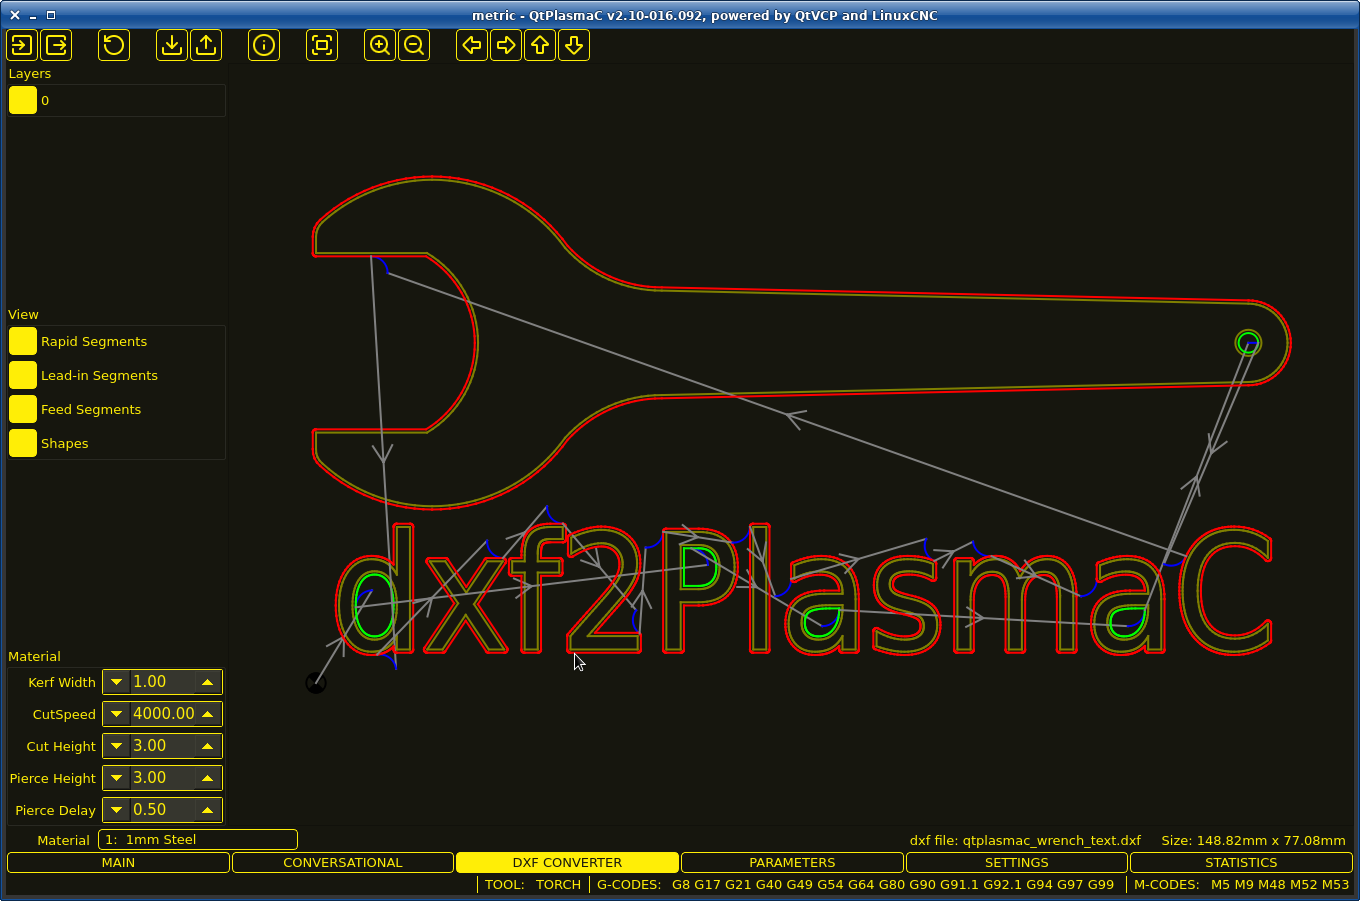 metric - QtPlasmaC v2.10-016.092, powered by QtVCP and LinuxCNC
Layers
0
View
Rapid Segments
Lead-in Segments
Feed Segments
Shapes
dxf2PlasmaC
Material
Kerf Width 1.00
CutSpeed 4000.00
Cut Height 3.00
Pierce Height 3.00
Pierce Delay 0.50
Material 1: 1mm Steel
dxf file: qtplasmac_wrench_text.dxf Size: 148.82mm x 77.08mm
MAIN CONVERSATIONAL DXF CONVERTER PARAMETERS SETTINGS STATISTICS
TOOL: TORCH G-CODES: G8 G17 G21 G40 G49 G54 G64 G80 G90 G91.1 G92.1 G94 G97 G99 M-CODES: M5 M9 M48 M52 M53